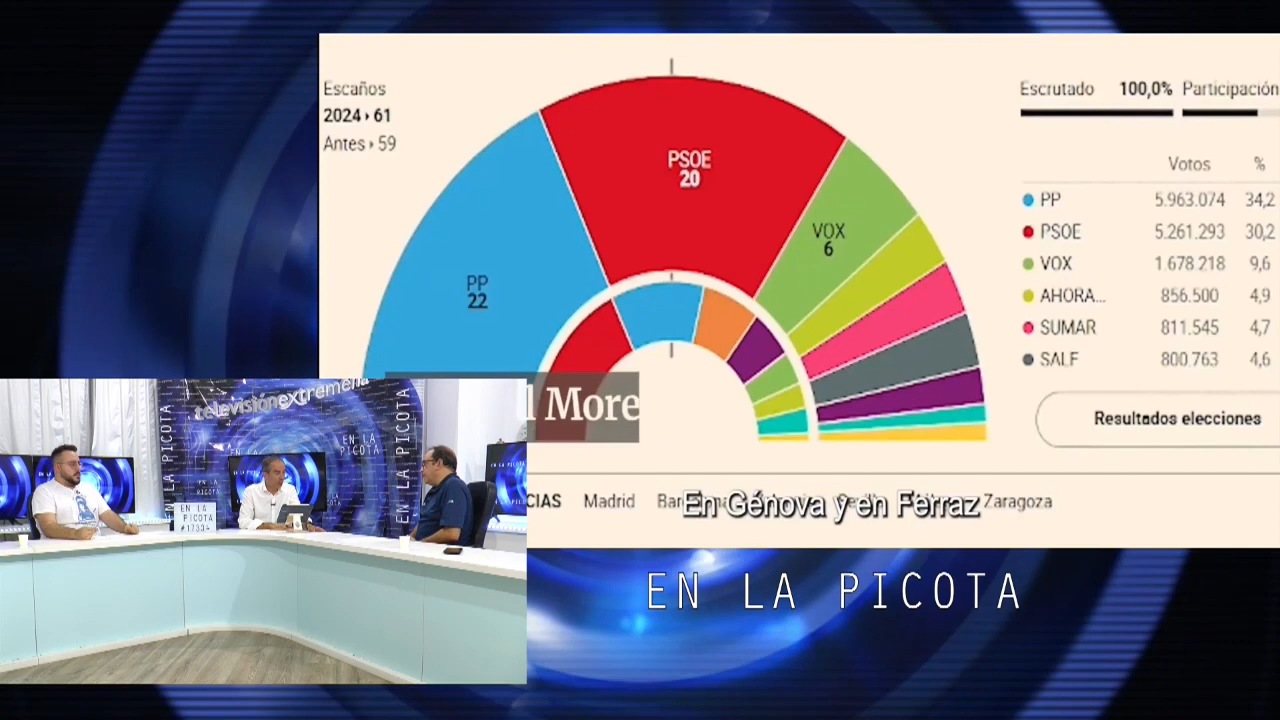 Escaños
2024 › 61
Antes › 59
PP
22
PSOE
20
VOX
6
Escrutado 100,0% Participación
Votos %
PP 5.963.074 34,2
PSOE 5.261.293 30,2
VOX 1.678.218 9,6
AHORA... 856.500 4,9
SUMAR 811.545 4,7
SALF 800.763 4,6
Resultados elecciones
l More
CIAS Madrid Zaragoza
En Génova y en Ferraz
EN LA PICOTA
televisiónextremeña
EN LA PICOTA
EN LA
PICOTA
EN LA PICOTA
EN LA
PICOTA
#1733